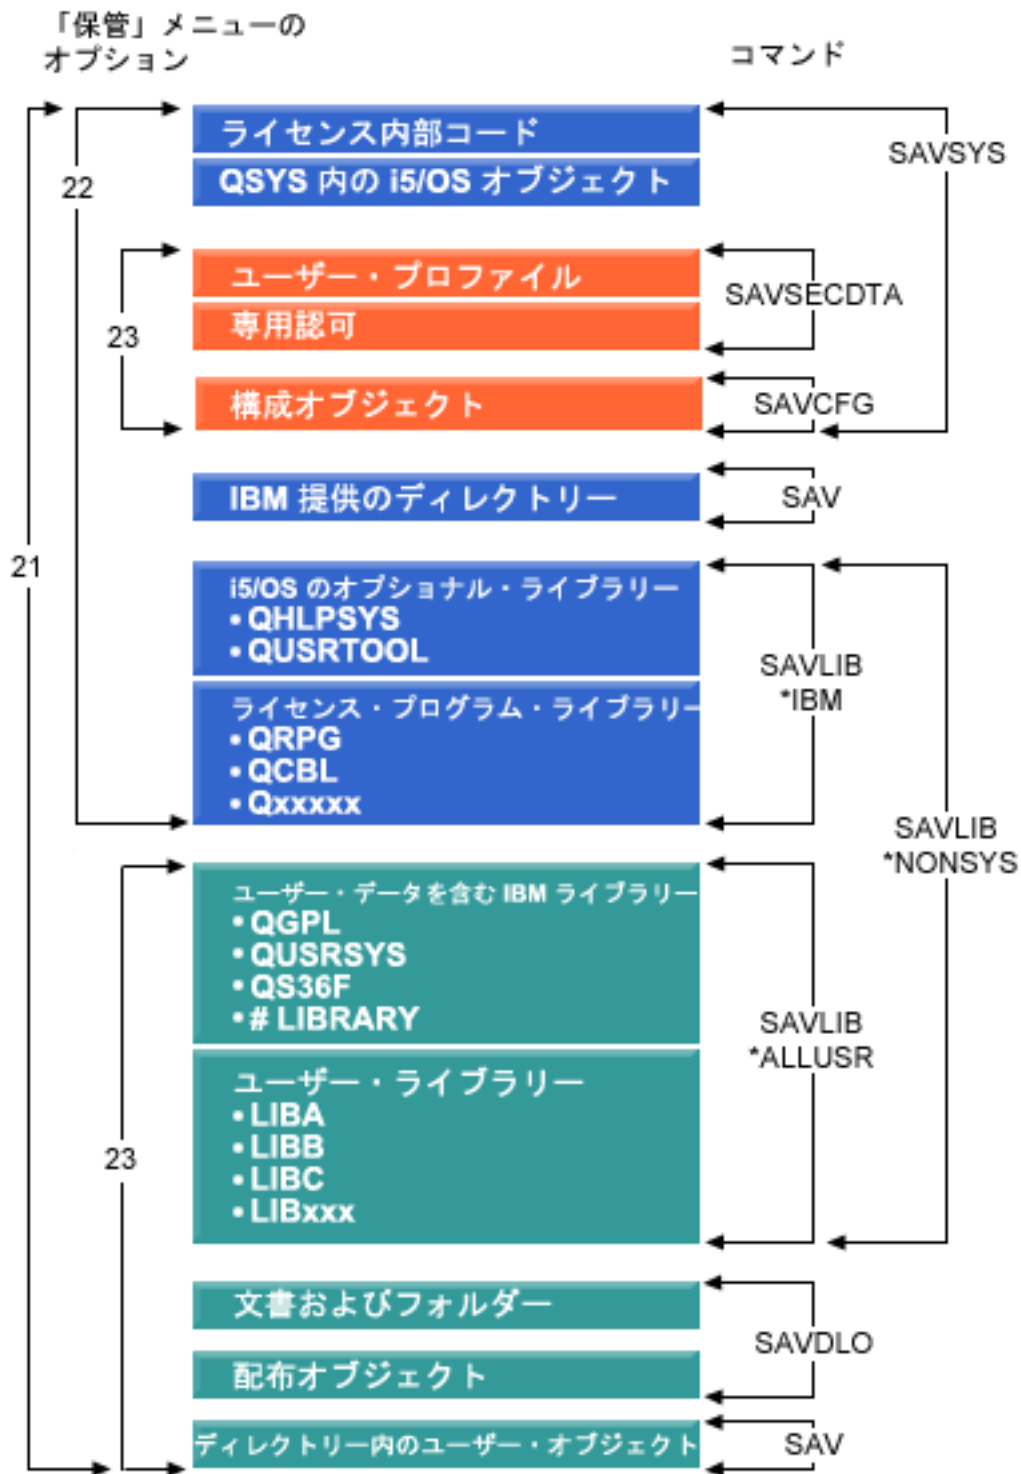 「保管」メニューの
オプション
コマンド
ライセンス内部コード
QSYS 内の i5/OS オブジェクト
SAVSYS
22
ユーザー・プロファイル
専用認可
SAVSECDTA
23
構成オブジェクト
SAVCFG
IBM 提供のディレクトリー
SAV
21
i5/OS のオプショナル・ライブラリー
• QHLPSYS
• QUSRTOOL
ライセンス・プログラム・ライブラリー
• QRPG
• QCBL
• Qxxxxx
SAVLIB
*IBM
SAVLIB
*NONSYS
ユーザー・データを含む IBM ライブラリー
• QGPL
• QUSRSYS
• QS36F
• # LIBRARY
ユーザー・ライブラリー
• LIBA
• LIBB
• LIBC
• LIBxxx
SAVLIB
*ALLUSR
23
文書およびフォルダー
配布オブジェクト
SAVDLO
ディレクトリー内のユーザー・オブジェクト
SAV